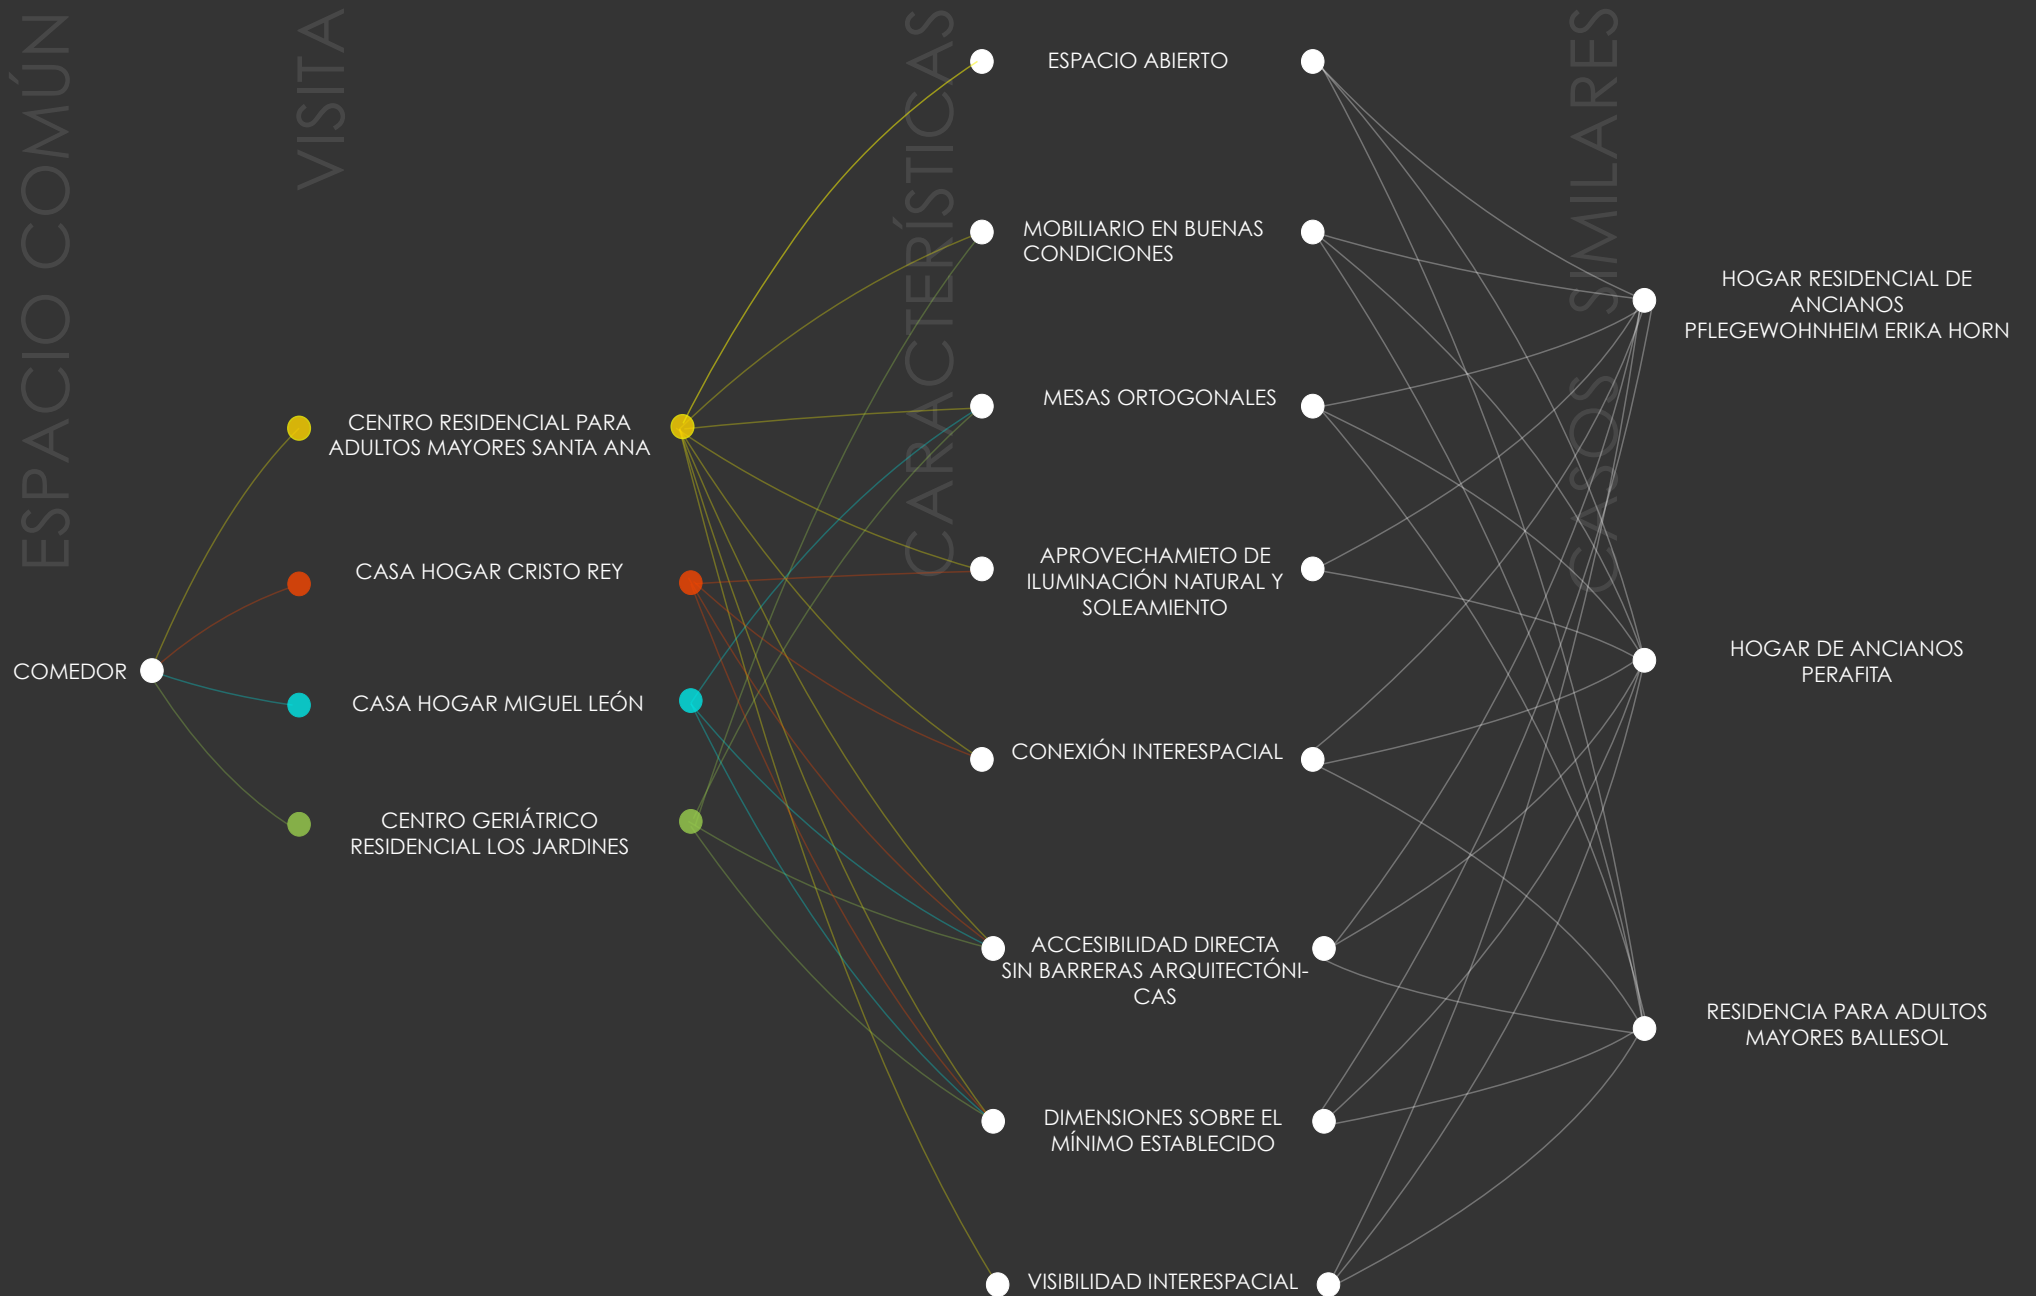 ESPACIO COMÚN
VISITA
CARACTERÍSTICAS
CASOS SIMILARES
COMEDOR
CENTRO RESIDENCIAL PARA
ADULTOS MAYORES SANTA ANA
CASA HOGAR CRISTO REY
CASA HOGAR MIGUEL LEÓN
CENTRO GERIÁTRICO
RESIDENCIAL LOS JARDINES
ESPACIO ABIERTO
MOBILIARIO EN BUENAS
CONDICIONES
MESAS ORTOGONALES
APROVECHAMIETO DE
ILUMINACIÓN NATURAL Y
SOLEAMIENTO
CONEXIÓN INTERESPACIAL
ACCESIBILIDAD DIRECTA
SIN BARRERAS ARQUITECTÓNI-
CAS
DIMENSIONES SOBRE EL
MÍNIMO ESTABLECIDO
VISIBILIDAD INTERESPACIAL
HOGAR RESIDENCIAL DE
ANCIANOS
PFLEGEWOHNHEIM ERIKA HORN
HOGAR DE ANCIANOS
PERAFITA
RESIDENCIA PARA ADULTOS
MAYORES BALLESOL